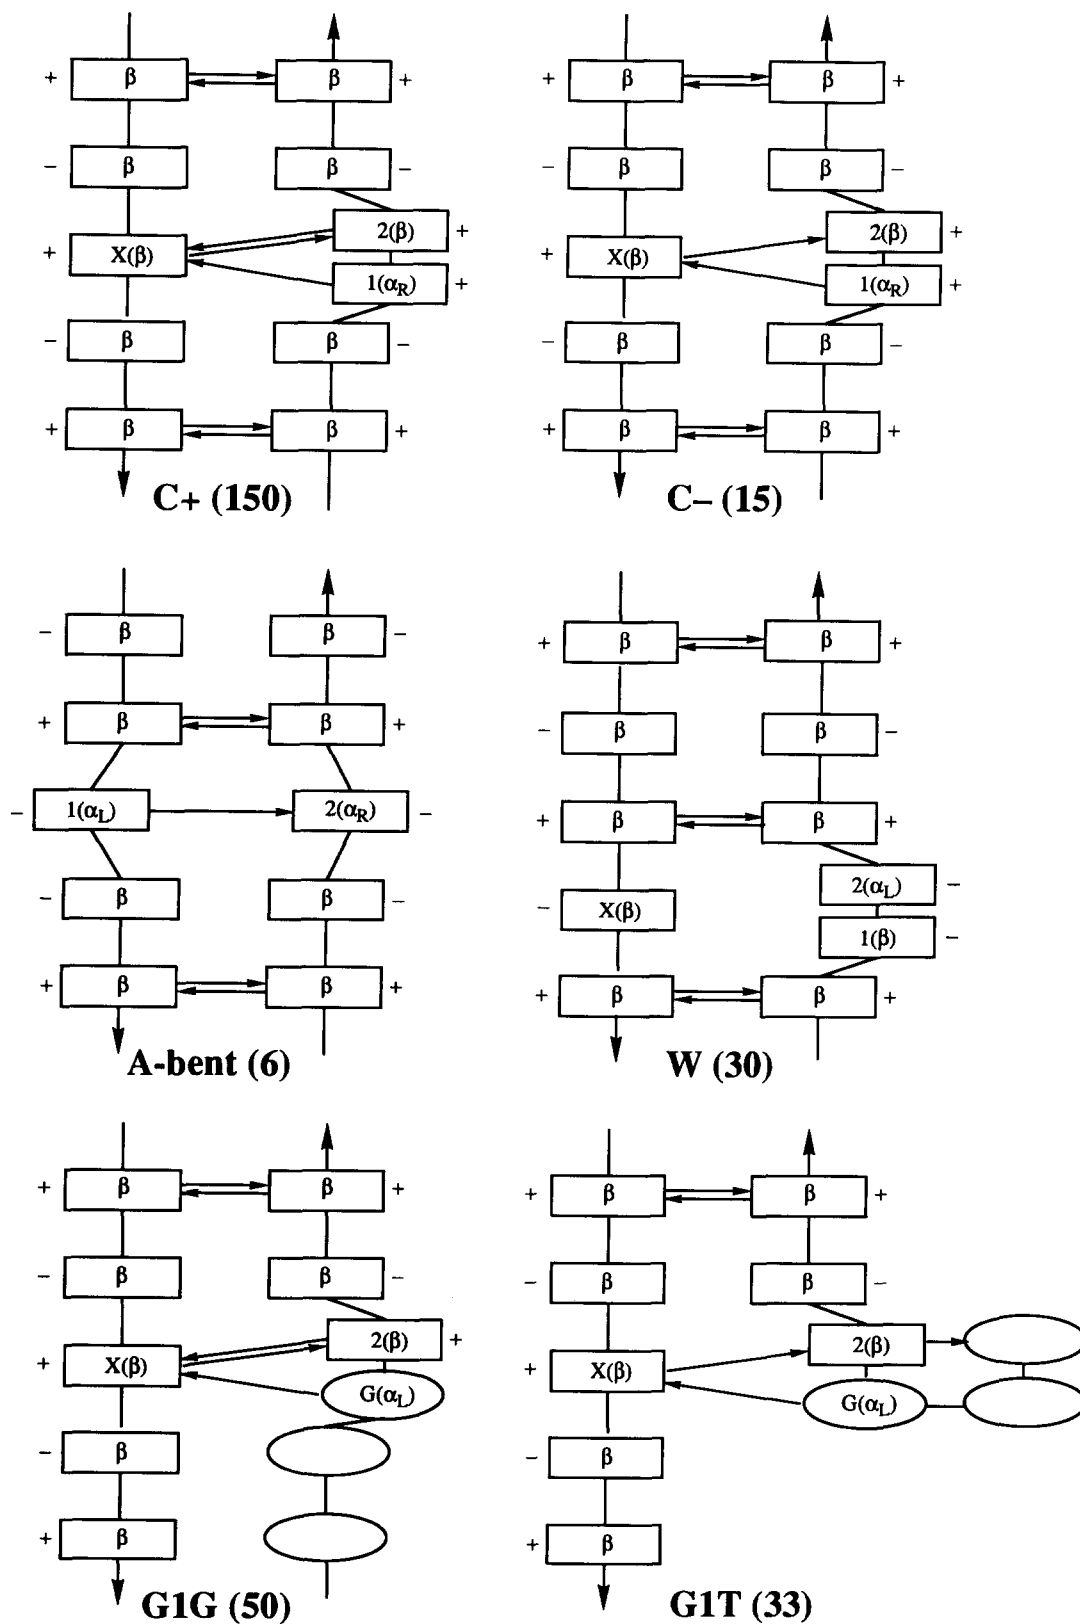 + β β +
- β β -
2(β) +
+ X(β)
1(αR) +
- β β -
+ β β +
C+ (150)
+ β β +
- β β -
2(β) +
+ X(β)
1(αR) +
- β β -
+ β β +
C– (15)
- β β -
+ β β +
- 1(αL) 2(αR) -
- β β -
+ β β +
A-bent (6)
+ β β +
- β β -
+ β β +
2(αL) -
- X(β)
1(β) -
+ β β +
W (30)
+ β β +
- β β -
2(β) +
+ X(β)
G(αL)
- β
+ β
G1G (50)
+ β β +
- β β -
2(β)
+ X(β)
G(αL)
- β
+ β
G1T (33)